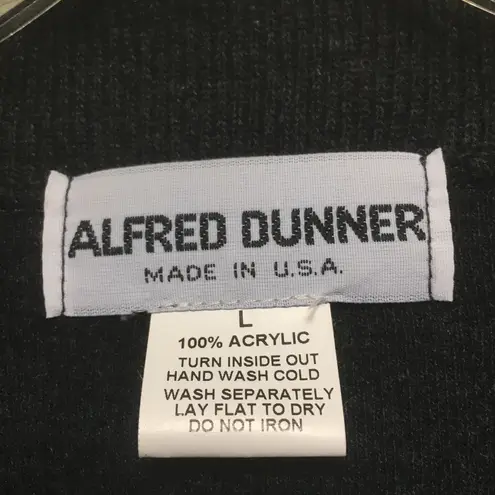 ALFRED DUNNER
MADE IN U.S.A.
L
100% ACRYLIC
TURN INSIDE OUT
HAND WASH COLD
WASH SEPARATELY
LAY FLAT TO DRY
DO NOT IRON